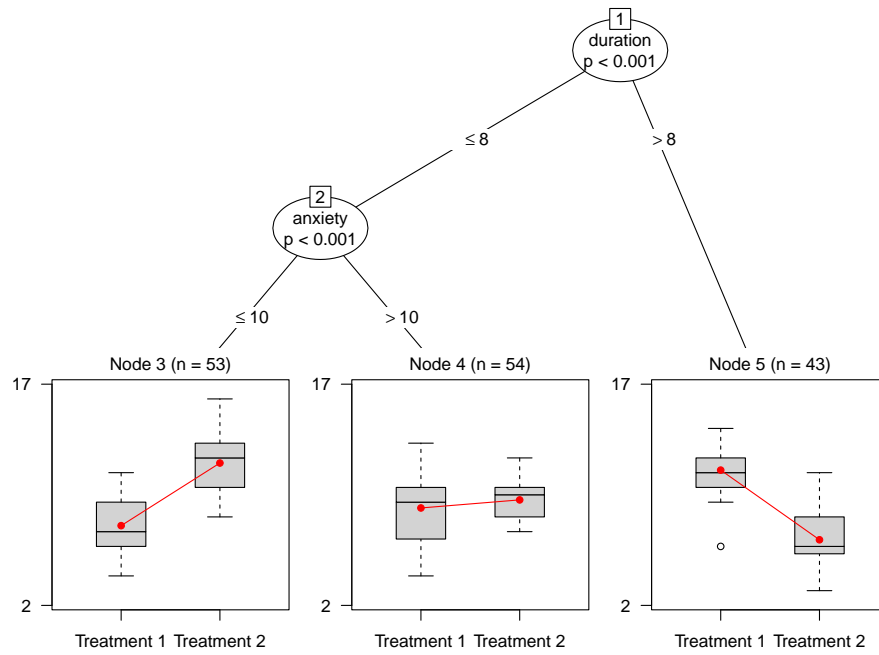 1
duration
p < 0.001
≤ 8
> 8
2
anxiety
p < 0.001
≤ 10
> 10
Node 3 (n = 53)
17
2
Treatment 1 Treatment 2
Node 4 (n = 54)
17
2
Treatment 1 Treatment 2
Node 5 (n = 43)
17
2
Treatment 1 Treatment 2